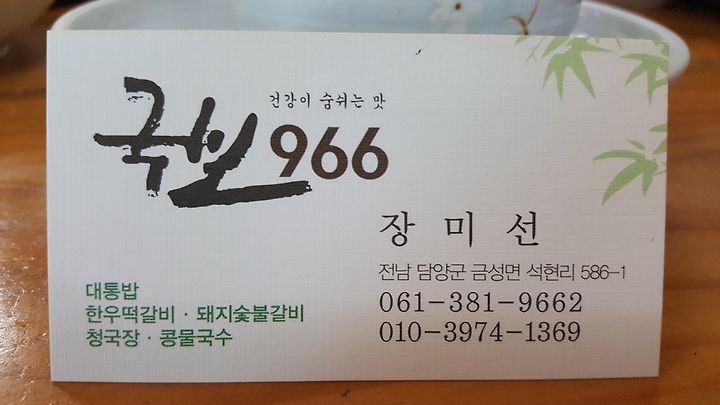 건강이 숨쉬는 맛
국보966
장 미 선
전남 담양군 금성면 석현리 586-1
061-381-9662
010-3974-1369
대통밥
한우떡갈비 · 돼지숯불갈비
청국장 · 콩물국수